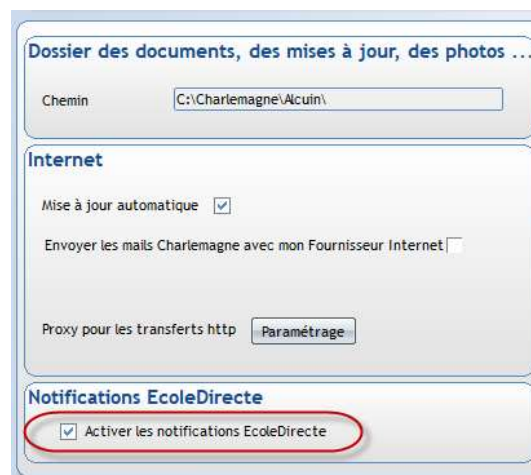 Dossier des documents, des mises à jour, des photos ...
Chemin C:\Charlemagne\Alcuin\
Internet
Mise à jour automatique
Envoyer les mails Charlemagne avec mon Fournisseur Internet
Proxy pour les transferts http Paramétrage
Notifications EcoleDirecte
Activer les notifications EcoleDirecte